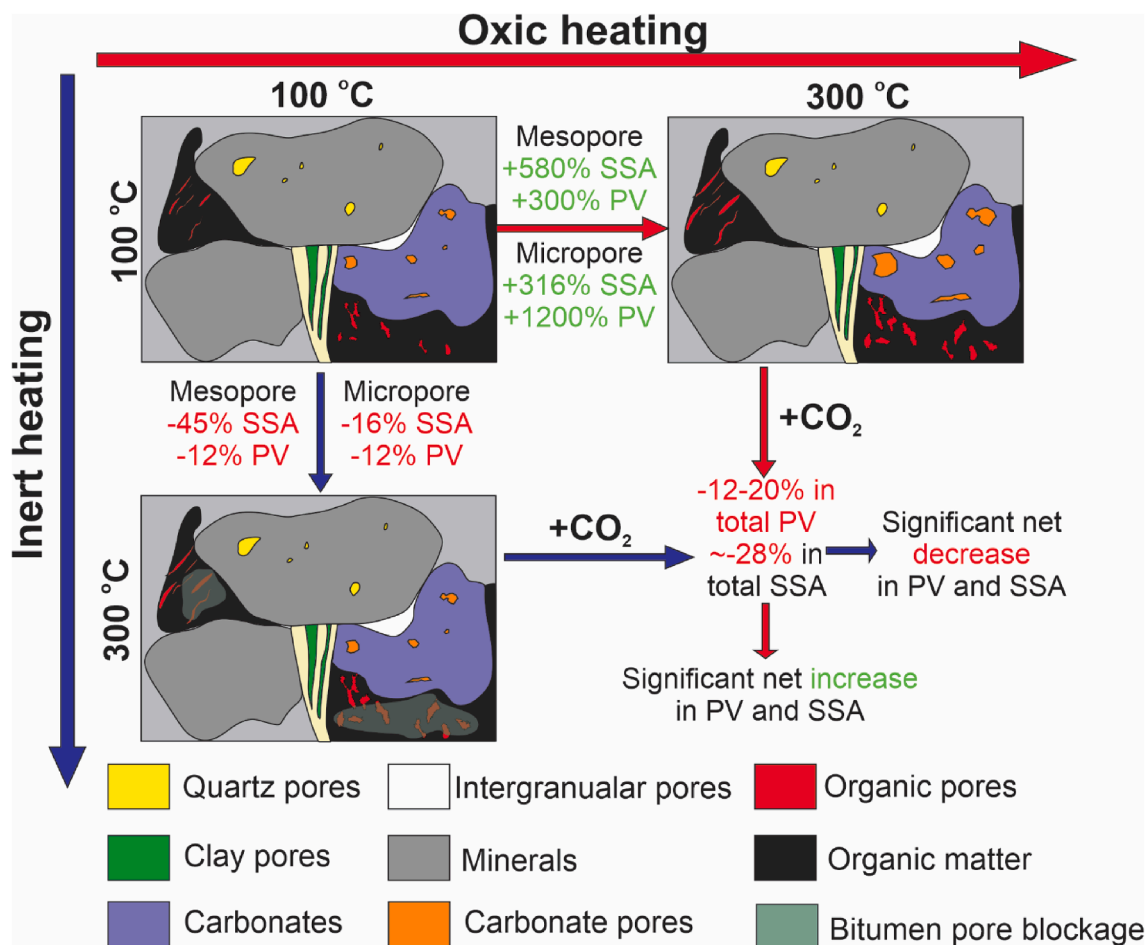 Oxic heating
100 °C
300 °C
Inert heating
100 °C
Mesopore
+580% SSA
+300% PV
Micropore
+316% SSA
+1200% PV
Mesopore
-45% SSA
-12% PV
Micropore
-16% SSA
-12% PV
+CO₂
300 °C
+CO₂
-12-20% in
total PV
~-28% in
total SSA
Significant net
decrease
in PV and SSA
Significant net increase
in PV and SSA
Quartz pores
Intergranualar pores
Organic pores
Clay pores
Minerals
Organic matter
Carbonates
Carbonate pores
Bitumen pore blockage